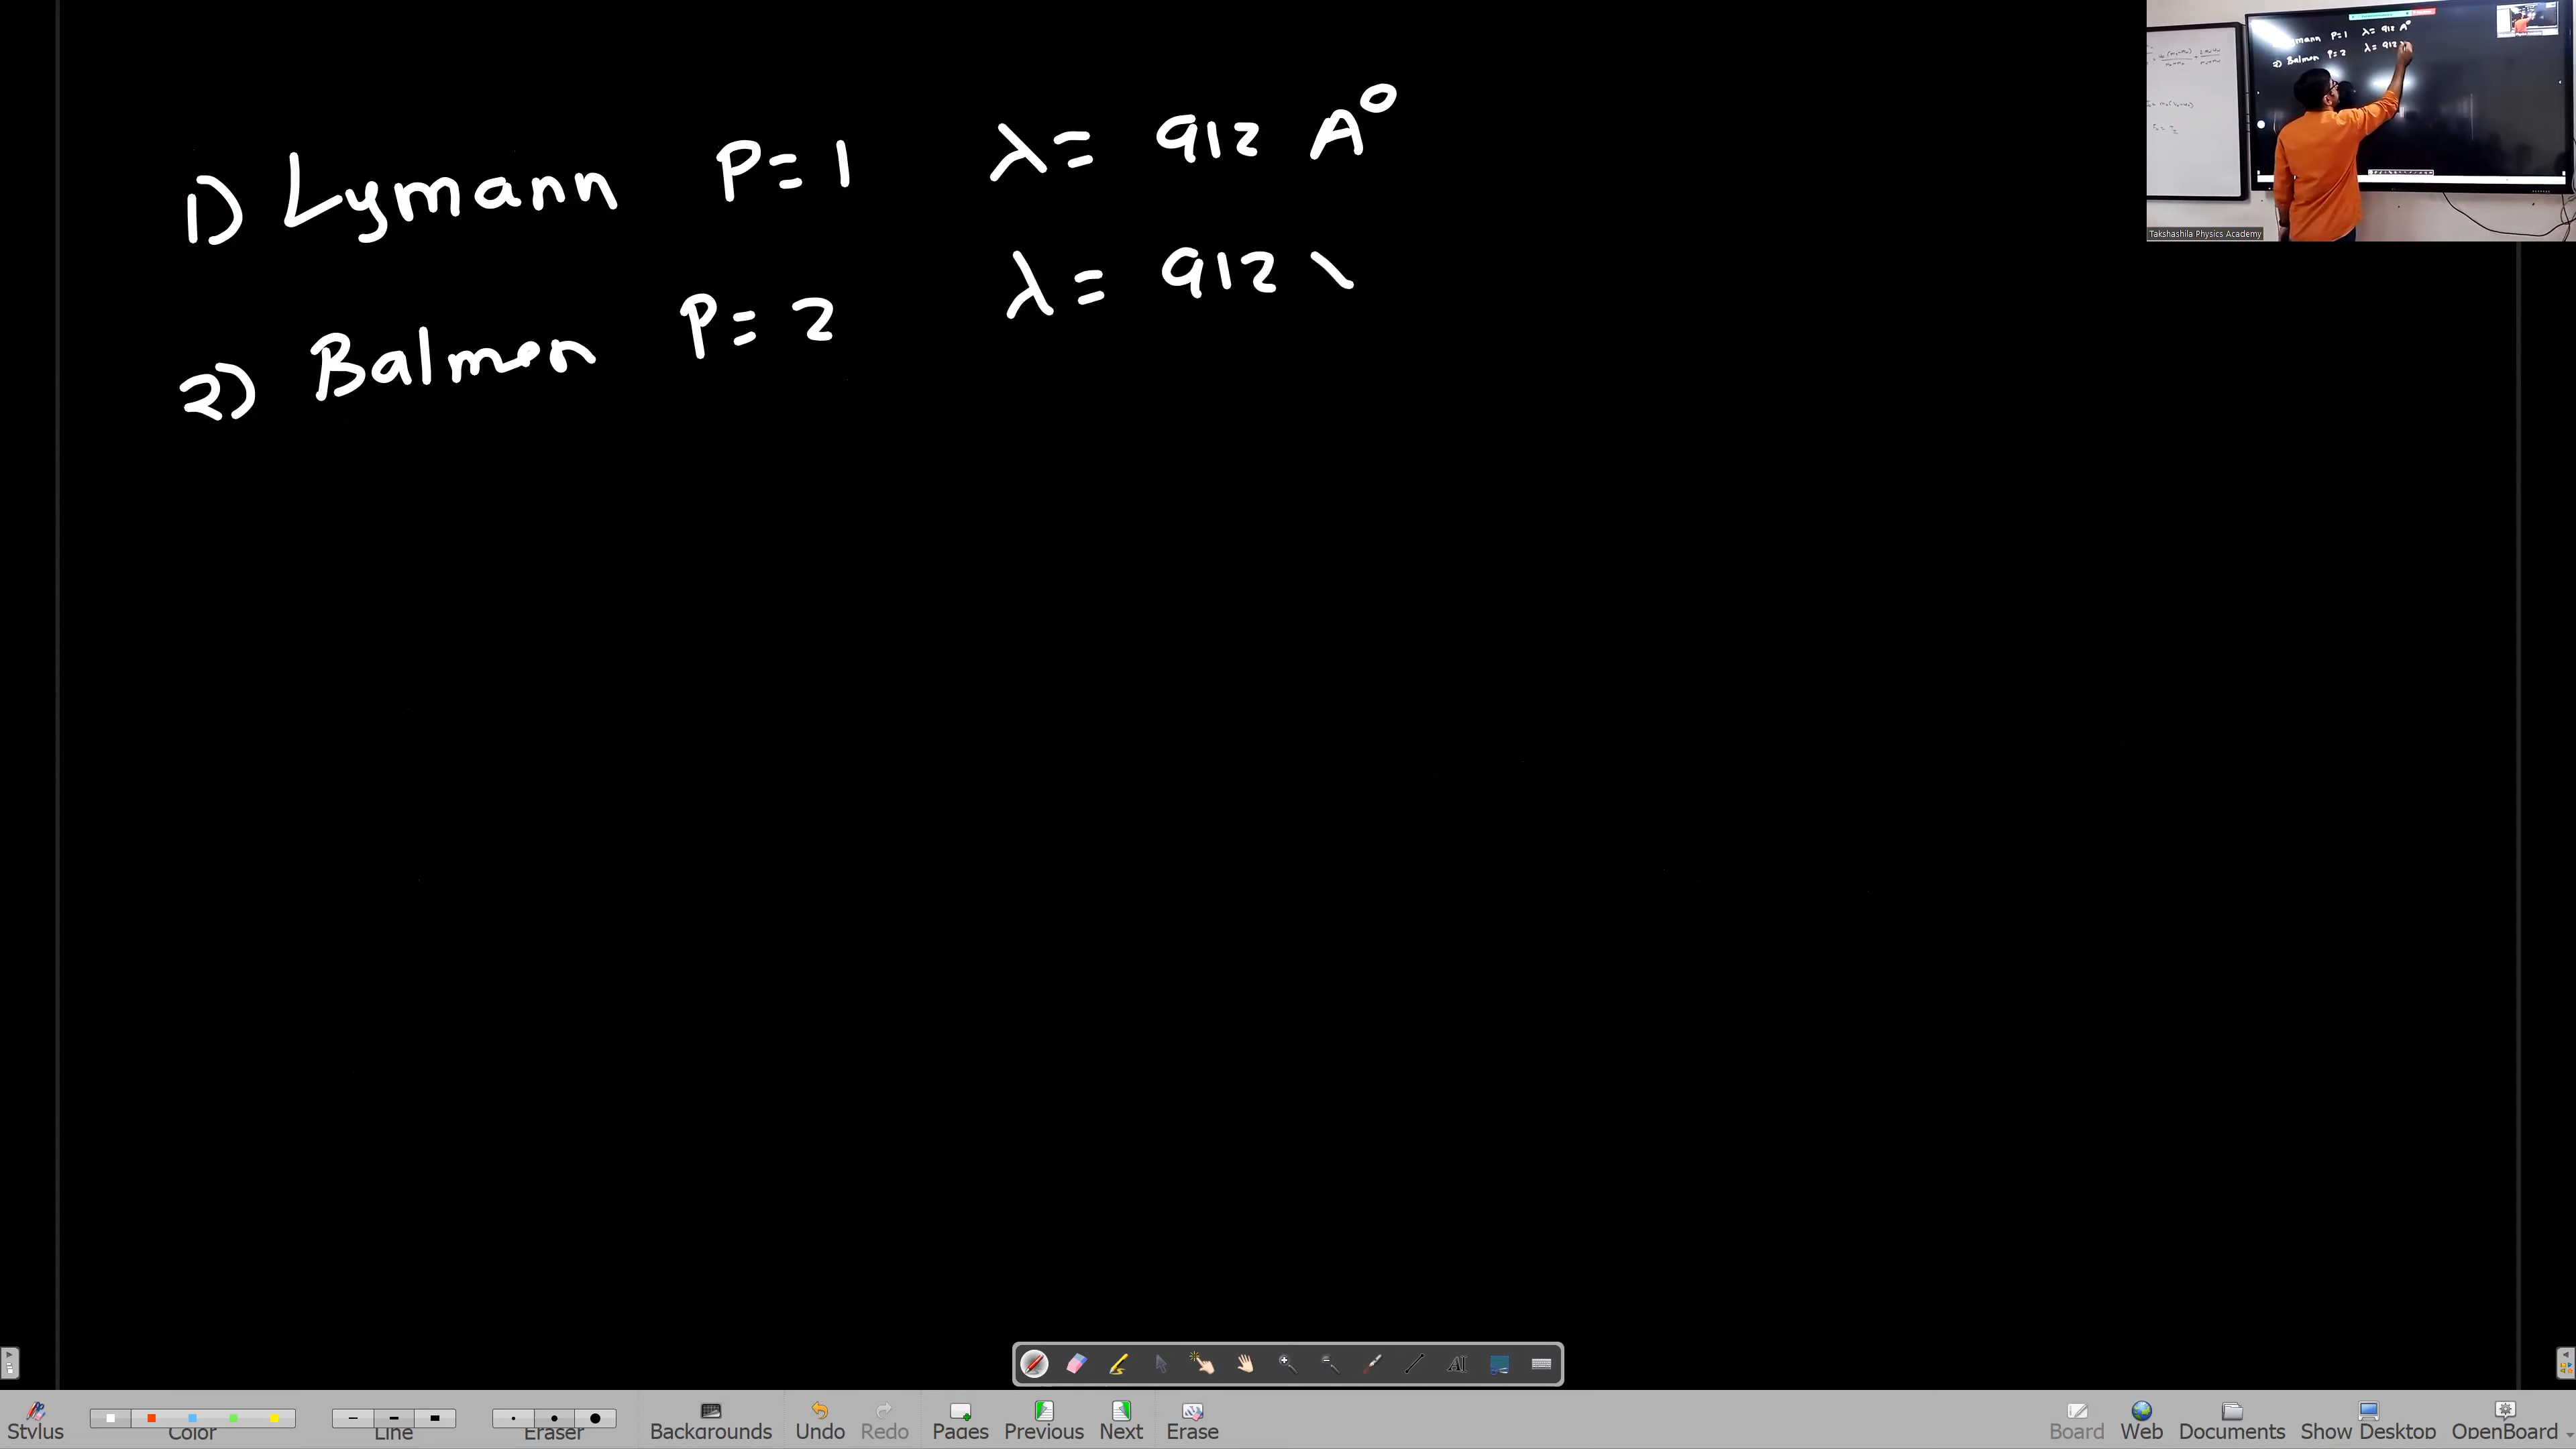 1) Lymann P = 1 λ = 912 A⁰
2) Balmer P = 2 λ = 912 \
Takshashila Physics Academy
Stylus Color Line Eraser Backgrounds Undo Redo Pages Previous Next Erase Board Web Documents Show Desktop OpenBoard